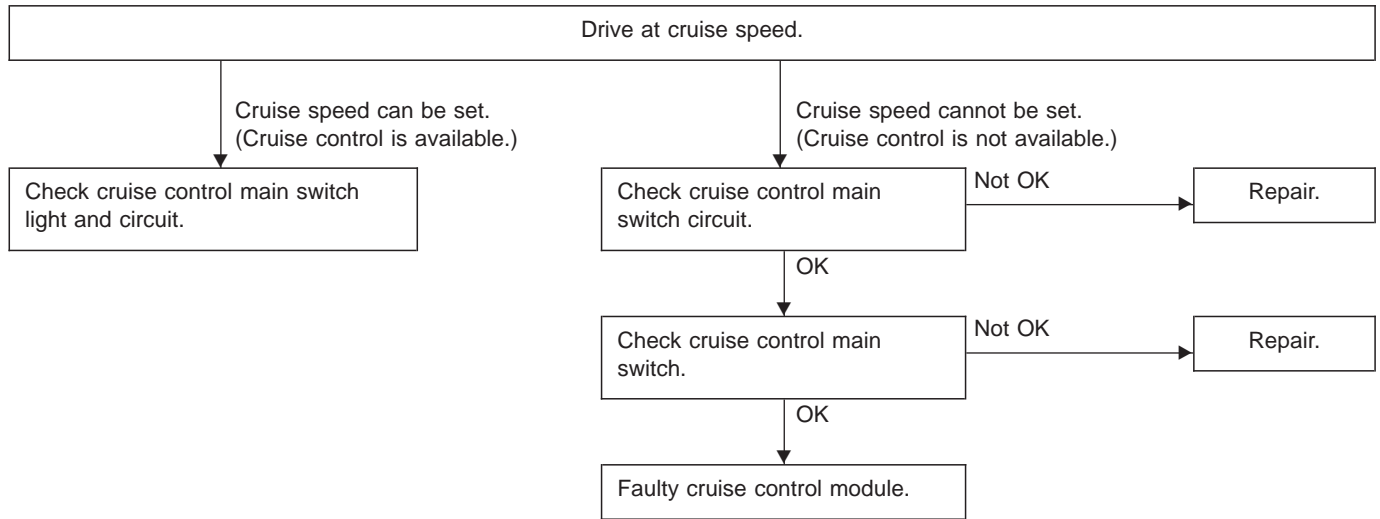 Drive at cruise speed.
Cruise speed can be set.
(Cruise control is available.)
Cruise speed cannot be set.
(Cruise control is not available.)
Check cruise control main switch
light and circuit.
Check cruise control main
switch circuit.
Not OK
Repair.
OK
Check cruise control main
switch.
Not OK
Repair.
OK
Faulty cruise control module.